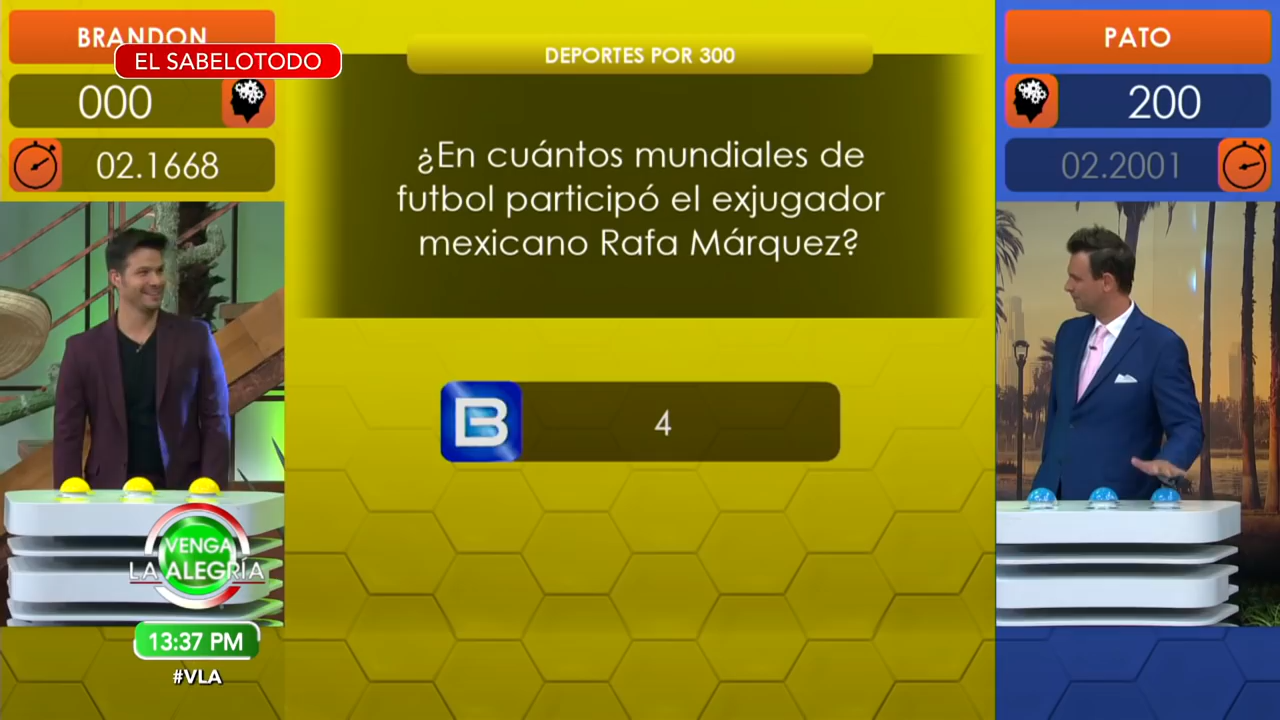 BRANDON
EL SABELOTODO
000
02.1668
DEPORTES POR 300
¿En cuántos mundiales de
futbol participó el exjugador
mexicano Rafa Márquez?
B 4
PATO
200
02.2001
VENGA
LA ALEGRÍA
13:37 PM
#VLA